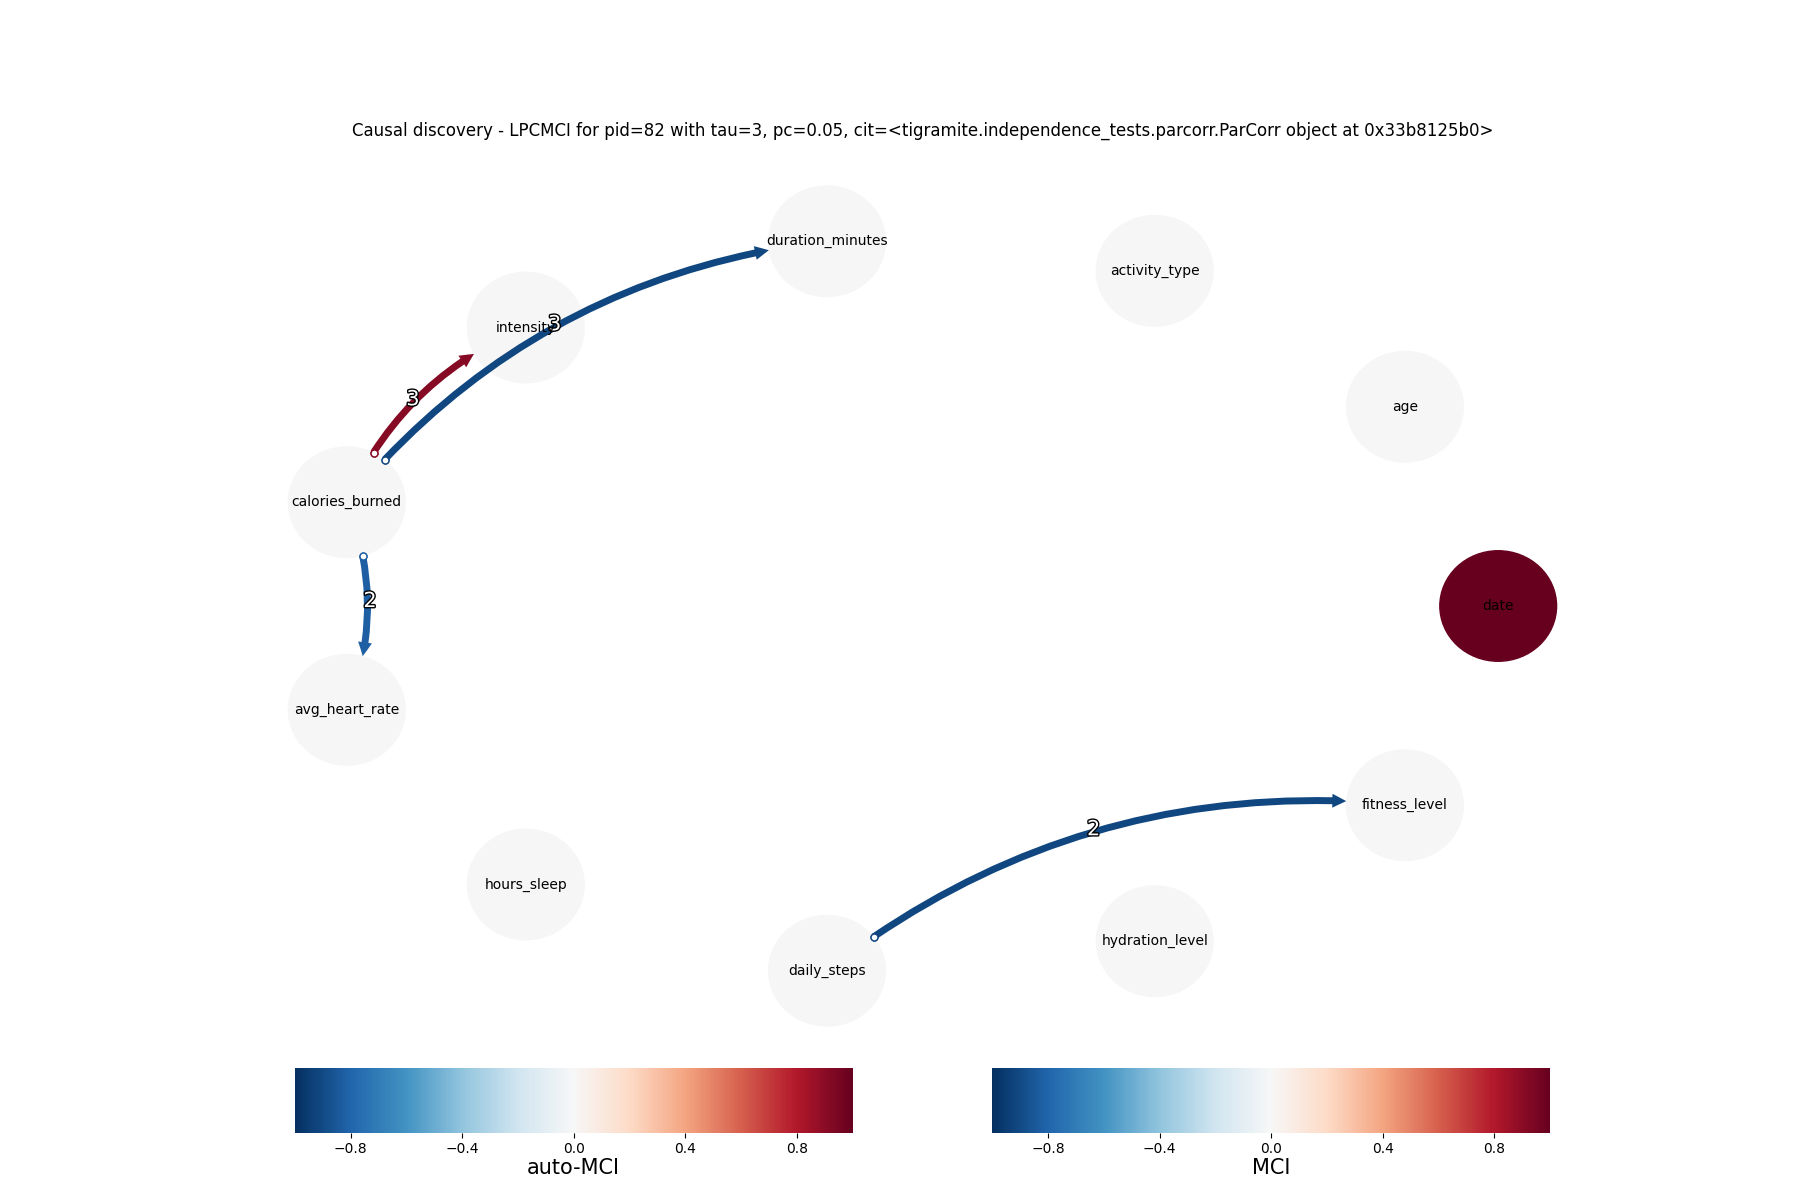 Causal discovery - LPCMCI for pid=82 with tau=3, pc=0.05, cit=<tigramite.independence_tests.parcorr.ParCorr object at 0x33b8125b0>
duration_minutes
activity_type
intensity
3
3
age
calories_burned
2
date
avg_heart_rate
fitness_level
2
hours_sleep
hydration_level
daily_steps
−0.8 −0.4 0.0 0.4 0.8
auto-MCI
−0.8 −0.4 0.0 0.4 0.8
MCI